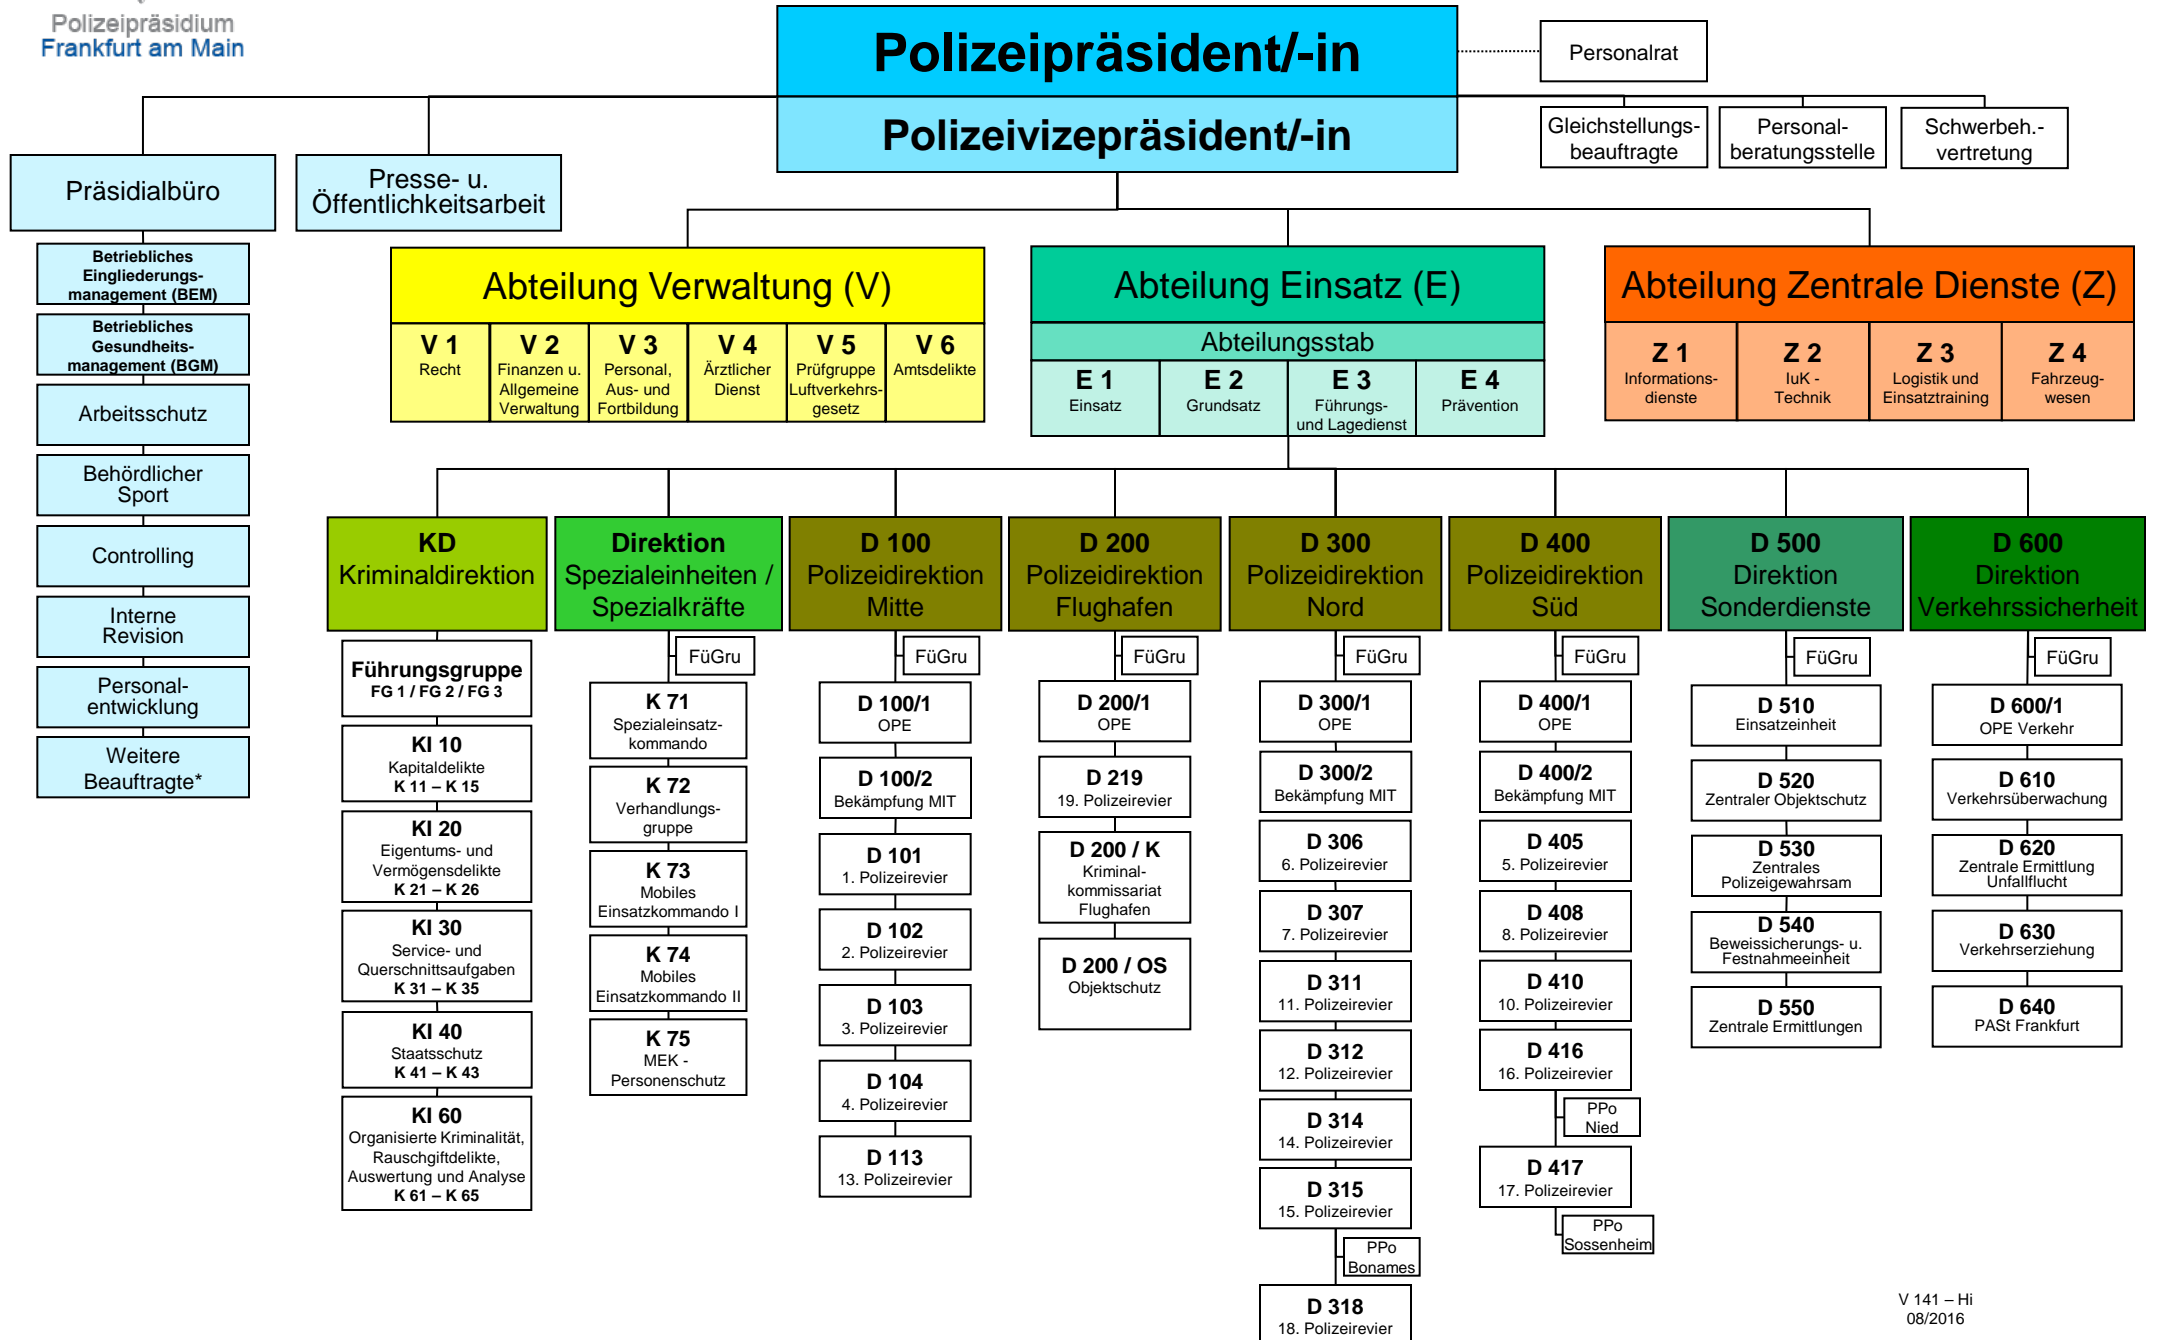 Polizeipräsidium
Frankfurt am Main
Polizeipräsident/-in
Personalrat
Polizeivizepräsident/-in
Gleichstellungs-
beauftragte
Personal-
beratungsstelle
Schwerbeh.-
vertretung
Präsidialbüro
Presse- u.
Öffentlichkeitsarbeit
Betriebliches
Eingliederungs-
management (BEM)
Betriebliches
Gesundheits-
management (BGM)
Arbeitsschutz
Behördlicher
Sport
Controlling
Interne
Revision
Personal-
entwicklung
Weitere
Beauftragte*
Abteilung Verwaltung (V)
V 1
Recht
V 2
Finanzen u.
Allgemeine
Verwaltung
V 3
Personal,
Aus- und
Fortbildung
V 4
Ärztlicher
Dienst
V 5
Prüfgruppe
Luftverkehrs-
gesetz
V 6
Amtsdelikte
Abteilung Einsatz (E)
Abteilungsstab
E 1
Einsatz
E 2
Grundsatz
E 3
Führungs-
und Lagedienst
E 4
Prävention
Abteilung Zentrale Dienste (Z)
Z 1
Informations-
dienste
Z 2
IuK -
Technik
Z 3
Logistik und
Einsatztraining
Z 4
Fahrzeug-
wesen
KD
Kriminaldirektion
Führungsgruppe
FG 1 / FG 2 / FG 3
KI 10
Kapitaldelikte
K 11 – K 15
KI 20
Eigentums- und
Vermögensdelikte
K 21 – K 26
KI 30
Service- und
Querschnittsaufgaben
K 31 – K 35
KI 40
Staatsschutz
K 41 – K 43
KI 60
Organisierte Kriminalität,
Rauschgiftdelikte,
Auswertung und Analyse
K 61 – K 65
Direktion
Spezialeinheiten /
Spezialkräfte
FüGru
K 71
Spezialeinsatz-
kommando
K 72
Verhandlungs-
gruppe
K 73
Mobiles
Einsatzkommando I
K 74
Mobiles
Einsatzkommando II
K 75
MEK -
Personenschutz
D 100
Polizeidirektion
Mitte
FüGru
D 100/1
OPE
D 100/2
Bekämpfung MIT
D 101
1. Polizeirevier
D 102
2. Polizeirevier
D 103
3. Polizeirevier
D 104
4. Polizeirevier
D 113
13. Polizeirevier
D 200
Polizeidirektion
Flughafen
FüGru
D 200/1
OPE
D 219
19. Polizeirevier
D 200 / K
Kriminal-
kommissariat
Flughafen
D 200 / OS
Objektschutz
D 300
Polizeidirektion
Nord
FüGru
D 300/1
OPE
D 300/2
Bekämpfung MIT
D 306
6. Polizeirevier
D 307
7. Polizeirevier
D 311
11. Polizeirevier
D 312
12. Polizeirevier
D 314
14. Polizeirevier
D 315
15. Polizeirevier
PPo
Bonames
D 318
18. Polizeirevier
D 400
Polizeidirektion
Süd
FüGru
D 400/1
OPE
D 400/2
Bekämpfung MIT
D 405
5. Polizeirevier
D 408
8. Polizeirevier
D 410
10. Polizeirevier
D 416
16. Polizeirevier
PPo
Nied
D 417
17. Polizeirevier
PPo
Sossenheim
D 500
Direktion
Sonderdienste
FüGru
D 510
Einsatzeinheit
D 520
Zentraler Objektschutz
D 530
Zentrales
Polizeigewahrsam
D 540
Beweissicherungs- u.
Festnahmeeinheit
D 550
Zentrale Ermittlungen
D 600
Direktion
Verkehrssicherheit
FüGru
D 600/1
OPE Verkehr
D 610
Verkehrsüberwachung
D 620
Zentrale Ermittlung
Unfallflucht
D 630
Verkehrserziehung
D 640
PASt Frankfurt
V 141 – Hi
08/2016